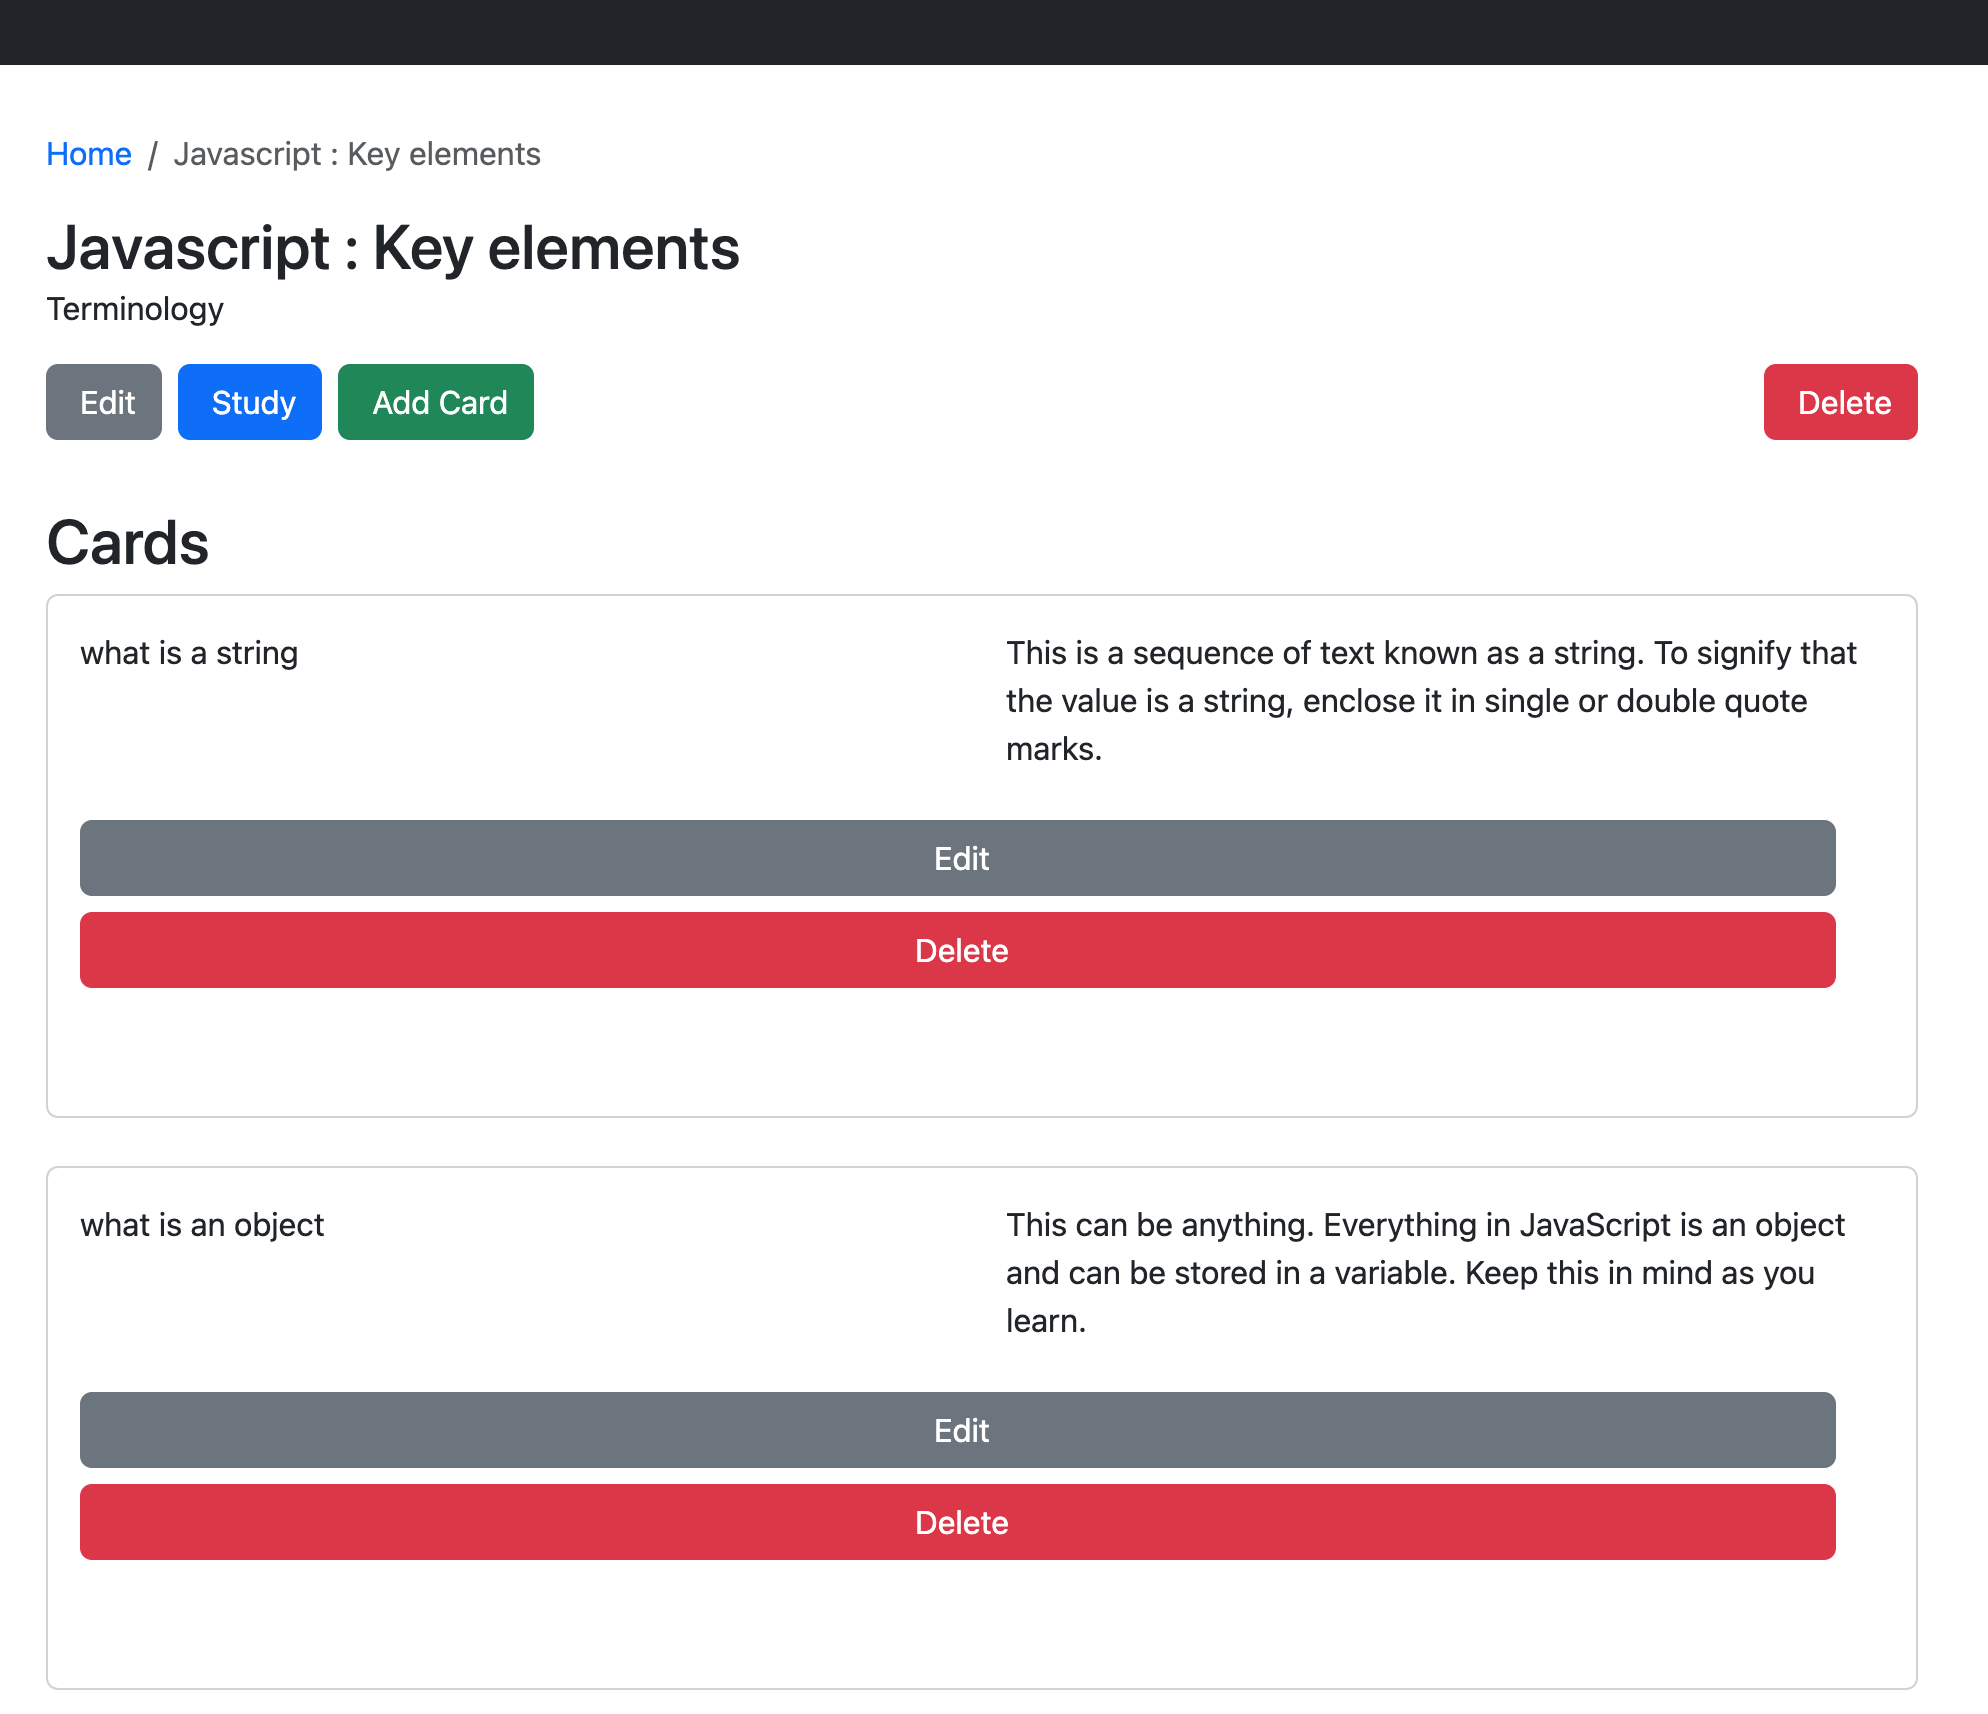 Home / Javascript : Key elements
Javascript : Key elements
Terminology
Edit Study Add Card Delete
Cards
what is a string
This is a sequence of text known as a string. To signify that
the value is a string, enclose it in single or double quote
marks.
Edit
Delete
what is an object
This can be anything. Everything in JavaScript is an object
and can be stored in a variable. Keep this in mind as you
learn.
Edit
Delete